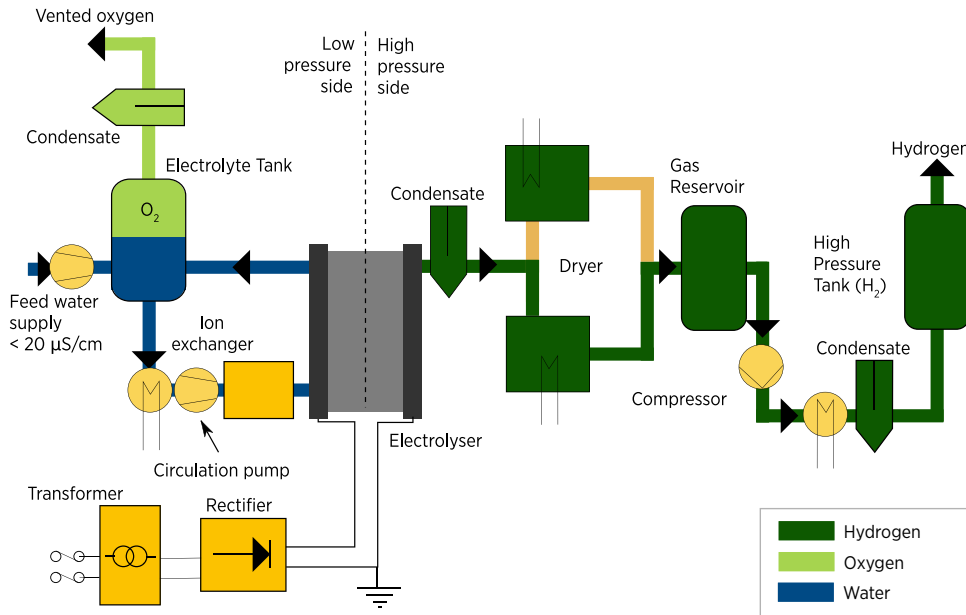 Vented oxygen
Low
pressure
side
High
pressure
side
Condensate
Electrolyte Tank
O₂
Feed water
supply
< 20 µS/cm
Ion
exchanger
Circulation pump
Transformer
Rectifier
Electrolyser
Condensate
Dryer
Gas
Reservoir
Compressor
Condensate
High
Pressure
Tank (H₂)
Hydrogen
Hydrogen
Oxygen
Water